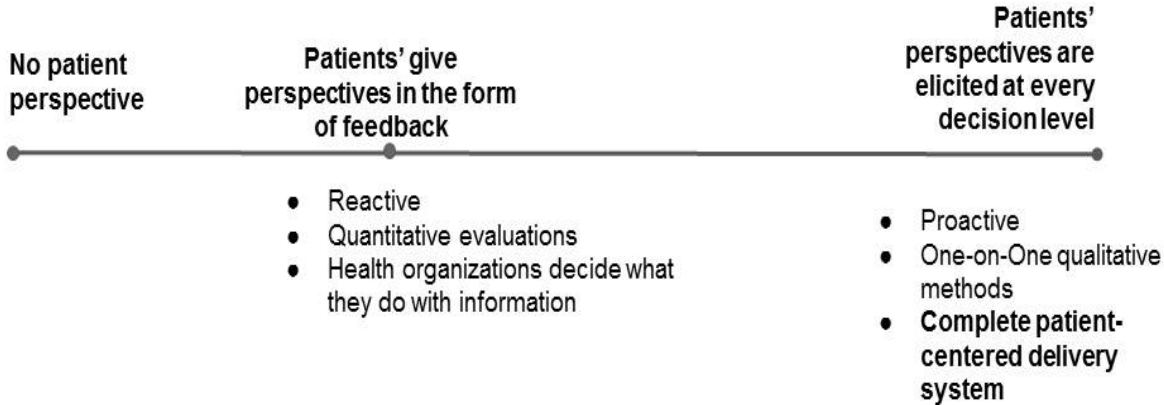 No patient
perspective
Patients’ give
perspectives in the form
of feedback
Patients’
perspectives are
elicited at every
decision level
● Reactive
● Quantitative evaluations
● Health organizations decide what
they do with information
● Proactive
● One-on-One qualitative
methods
● Complete patient-
centered delivery
system